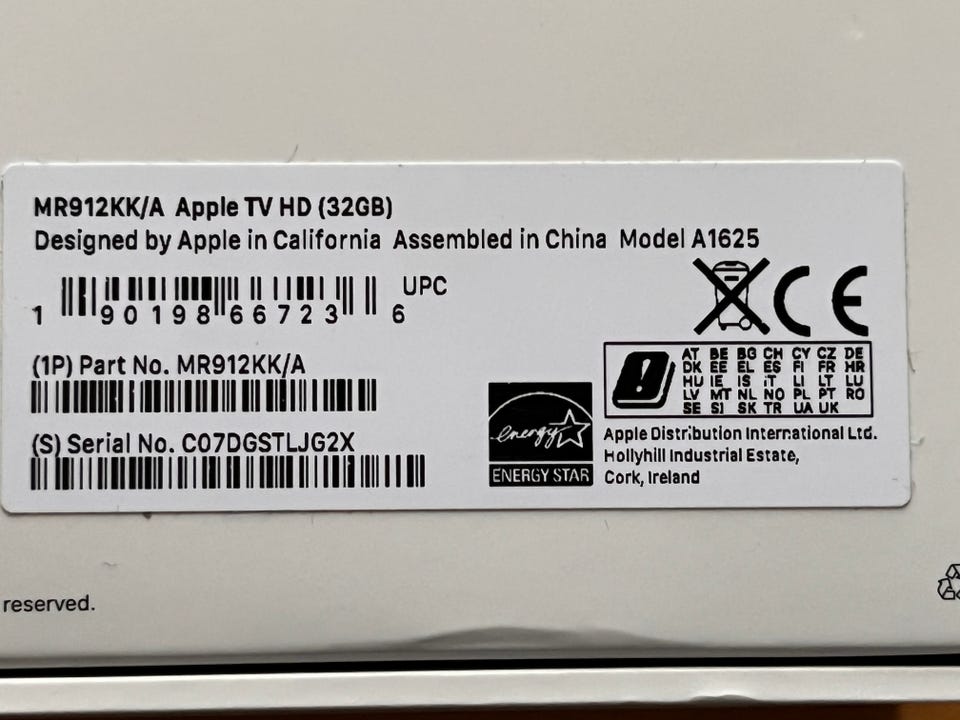 MR912KK/A Apple TV HD (32GB)
Designed by Apple in California Assembled in China Model A1625
UPC
1 90198 66723 6
CE
(1P) Part No. MR912KK/A
AT BE BG CH CY CZ DE
DK EE EL ES FI FR HR
HU IE IS IT LI LT LU
LV MT NL NO PL PT RO
SE SI SK TR UA UK
(S) Serial No. C07DGSTLJG2X
energy
ENERGY STAR
Apple Distribution International Ltd.
Hollyhill Industrial Estate,
Cork, Ireland
reserved.